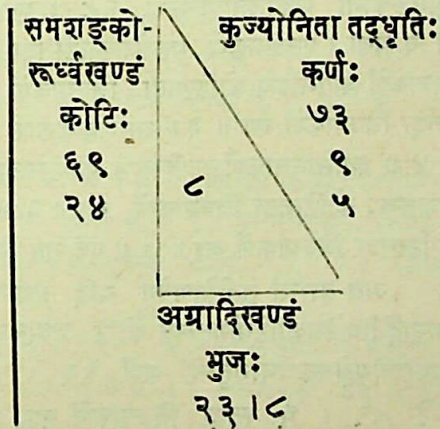 समशङ्को-
रूर्ध्वखण्डं
कोटिः
६९
२४
कुज्योनिता तद्धृतिः
कर्णः
७३
९
५
८
अग्रादिखण्डं
भुजः
२३।८